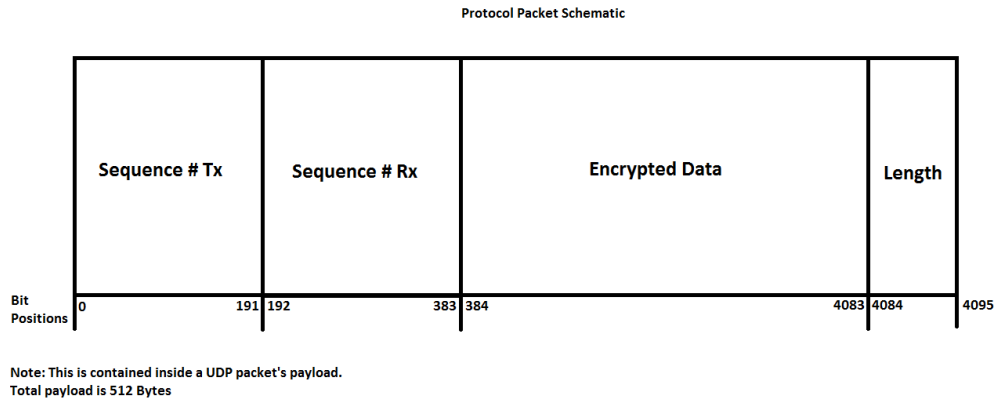 Protocol Packet Schematic
Sequence # Tx
Sequence # Rx
Encrypted Data
Length
Bit
Positions
0
191
192
383
384
4083
4084
4095
Note: This is contained inside a UDP packet's payload.
Total payload is 512 Bytes